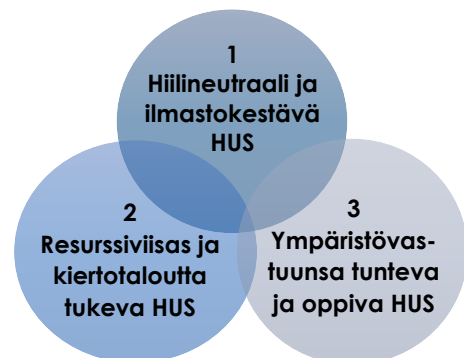 1
Hiilineutraali ja
ilmastokestävä
HUS
2
Resurssiviisas ja
kiertotaloutta
tukeva HUS
3
Ympäristövas-
tuunsa tunteva
ja oppiva HUS